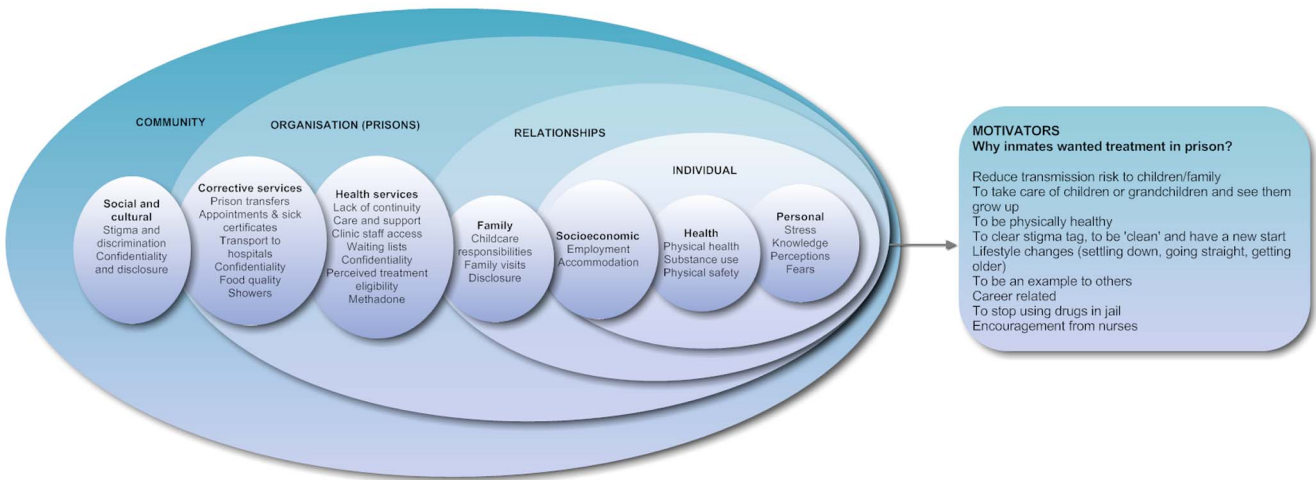 COMMUNITY
ORGANISATION (PRISONS)
RELATIONSHIPS
INDIVIDUAL
Social and
cultural
Stigma and
discrimination
Confidentiality
and disclosure
Corrective services
Prison transfers
Appointments & sick
certificates
Transport to
hospitals
Confidentiality
Food quality
Showers
Health services
Lack of continuity
Care and support
Clinic staff access
Waiting lists
Confidentiality
Perceived treatment
eligibility
Methadone
Family
Childcare
responsibilities
Family visits
Disclosure
Socioeconomic
Employment
Accommodation
Health
Physical health
Substance use
Physical safety
Personal
Stress
Knowledge
Perceptions
Fears
MOTIVATORS
Why inmates wanted treatment in prison?
Reduce transmission risk to children/family
To take care of children or grandchildren and see them
grow up
To be physically healthy
To clear stigma tag, to be 'clean' and have a new start
Lifestyle changes (settling down, going straight, getting
older)
To be an example to others
Career related
To stop using drugs in jail
Encouragement from nurses